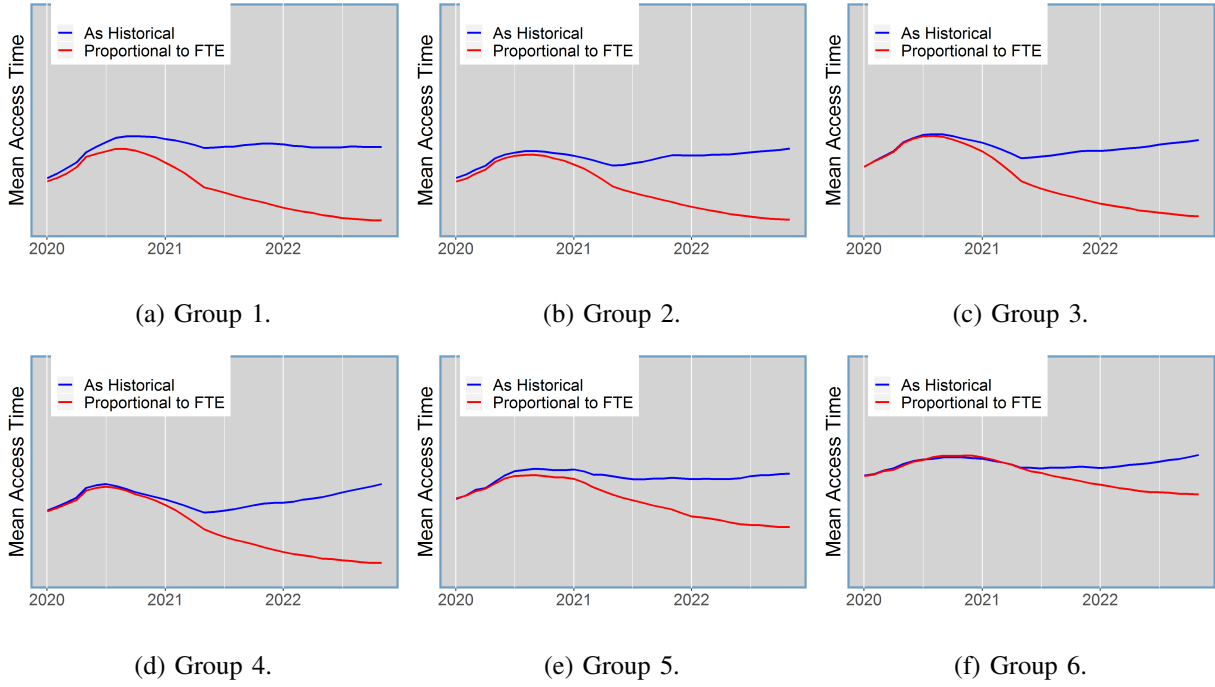 As Historical
Proportional to FTE
Mean Access Time
2020 2021 2022
(a) Group 1.
As Historical
Proportional to FTE
Mean Access Time
2020 2021 2022
(b) Group 2.
As Historical
Proportional to FTE
Mean Access Time
2020 2021 2022
(c) Group 3.
As Historical
Proportional to FTE
Mean Access Time
2020 2021 2022
(d) Group 4.
As Historical
Proportional to FTE
Mean Access Time
2020 2021 2022
(e) Group 5.
As Historical
Proportional to FTE
Mean Access Time
2020 2021 2022
(f) Group 6.